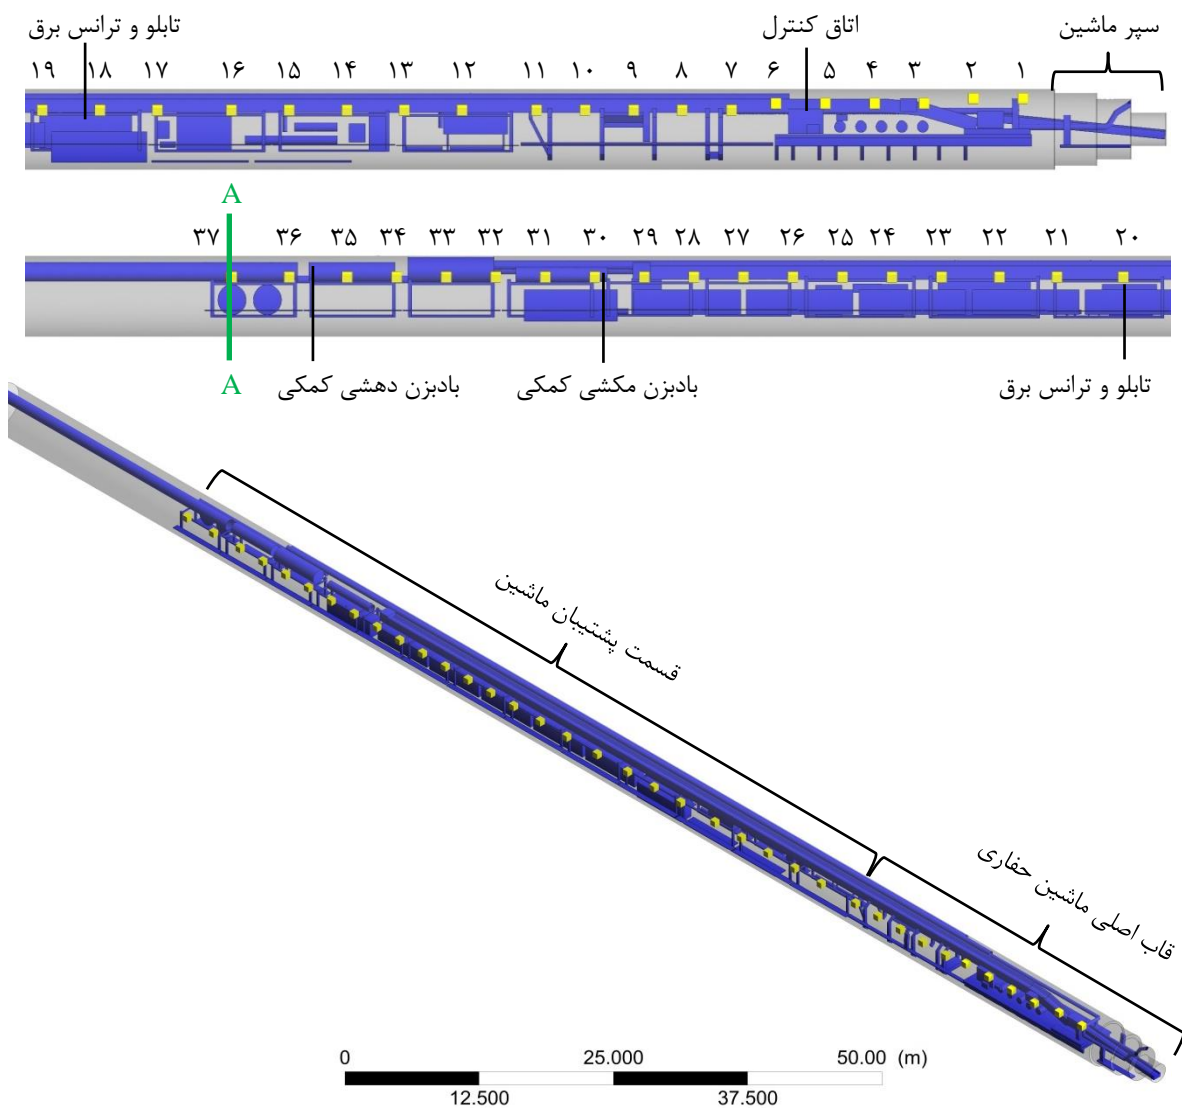 تابلو و ترانس برق
اتاق کنترل
سپر ماشین
۱۹ ۱۸ ۱۷ ۱۶ ۱۵ ۱۴ ۱۳ ۱۲ ۱۱ ۱۰ ۹ ۸ ۷ ۶ ۵ ۴ ۳ ۲ ۱
A
۳۷ ۳۶ ۳۵ ۳۴ ۳۳ ۳۲ ۳۱ ۳۰ ۲۹ ۲۸ ۲۷ ۲۶ ۲۵ ۲۴ ۲۳ ۲۲ ۲۱ ۲۰
A
بادبزن دهشی کمکی
بادبزن مکشی کمکی
تابلو و ترانس برق
قسمت پشتیبان ماشین
قاب اصلی ماشین حفاری
0 25.000 50.00 (m)
12.500 37.500